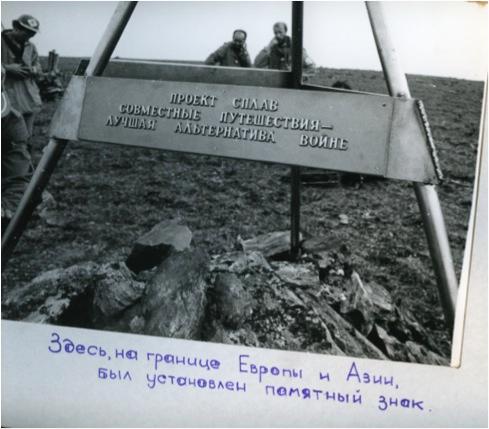 ПРОЕКТ СПЛАВ
СОВМЕСТНЫЕ ПУТЕШЕСТВИЯ—
ЛУЧШАЯ АЛЬТЕРНАТИВА ВОЙНЕ
Здесь, на границе Европы и Азии,
был установлен памятный знак.